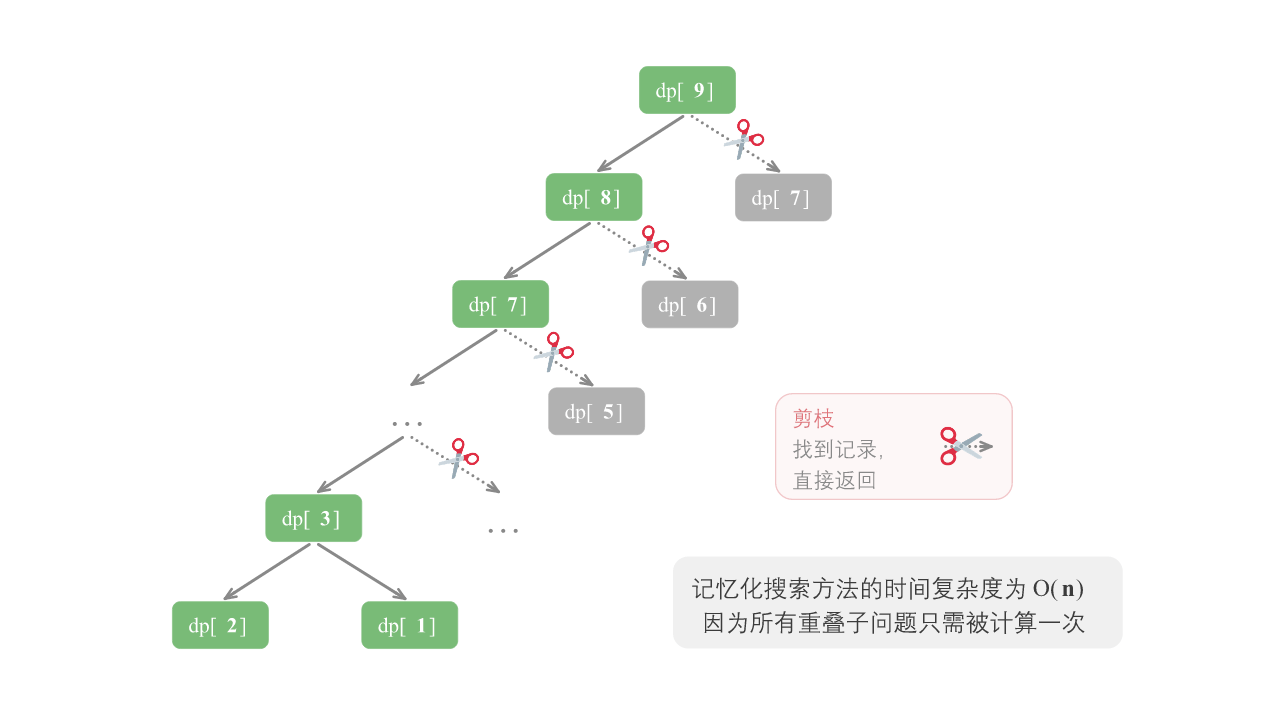 dp[ 9]
dp[ 8]
dp[ 7]
dp[ 7]
dp[ 6]
...
dp[ 5]
剪枝
找到记录,
直接返回
dp[ 3]
...
dp[ 2]
dp[ 1]
记忆化搜索方法的时间复杂度为 O( n )
因为所有重叠子问题只需被计算一次